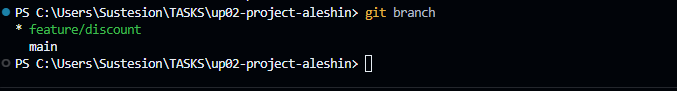 PS C:\Users\Sustesion\TASKS\up02-project-aleshin> git branch
* feature/discount
  main
PS C:\Users\Sustesion\TASKS\up02-project-aleshin>